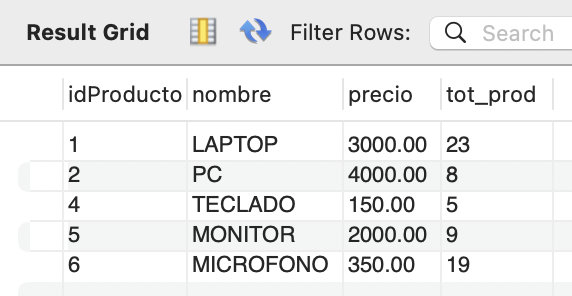 Result Grid Filter Rows: Search
idProducto nombre precio tot_prod
1 LAPTOP 3000.00 23
2 PC 4000.00 8
4 TECLADO 150.00 5
5 MONITOR 2000.00 9
6 MICROFONO 350.00 19